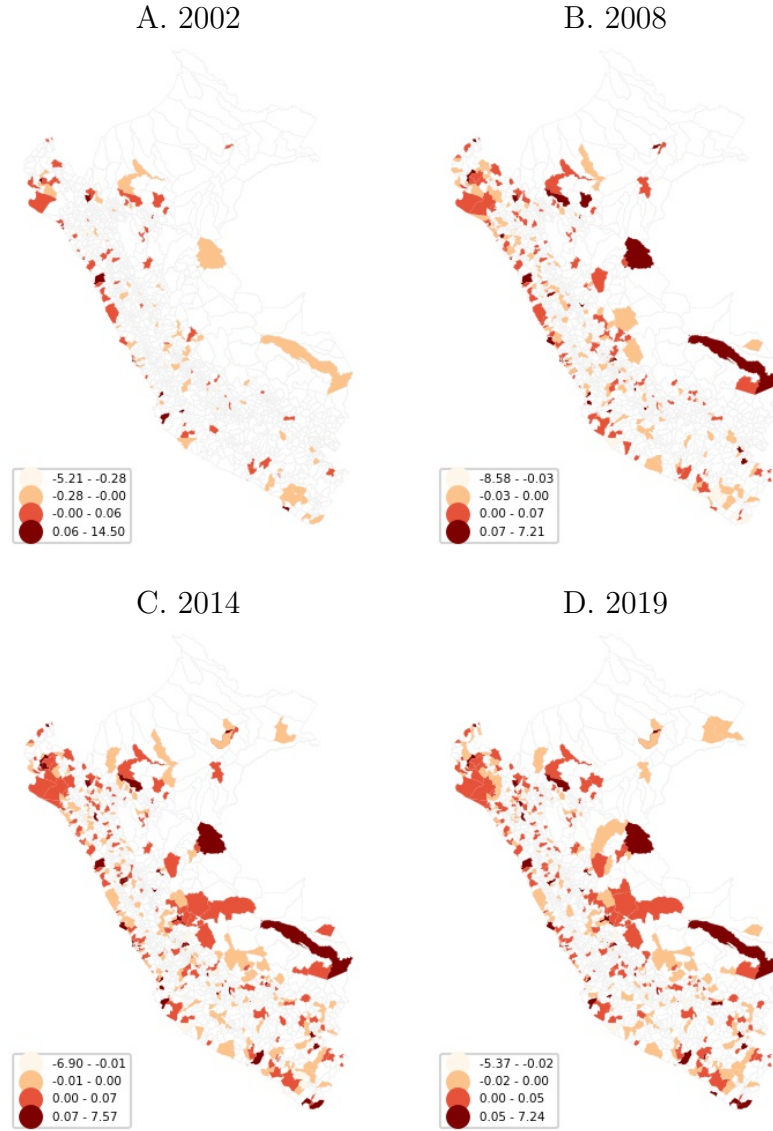 A. 2002
B. 2008
-5.21 - -0.28
-0.28 - -0.00
-0.00 - 0.06
0.06 - 14.50
-8.58 - -0.03
-0.03 - 0.00
0.00 - 0.07
0.07 - 7.21
C. 2014
D. 2019
-6.90 - -0.01
-0.01 - 0.00
0.00 - 0.07
0.07 - 7.57
-5.37 - -0.02
-0.02 - 0.00
0.00 - 0.05
0.05 - 7.24